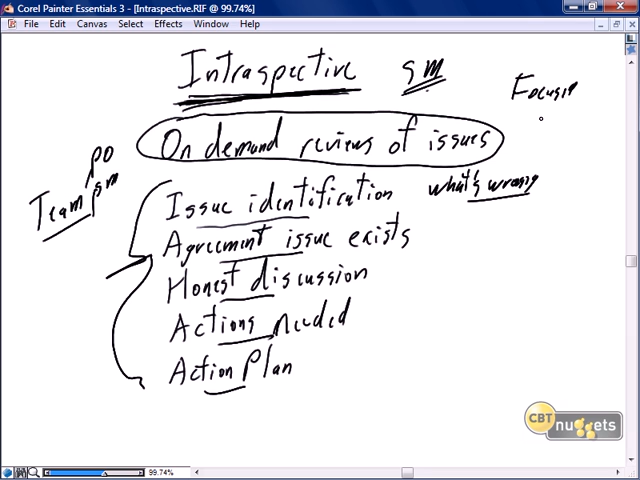 Corel Painter Essentials 3 - [Intraspective.RIF @ 99.74%]
File Edit Canvas Select Effects Window Help
Intraspective sm
Focusin
On demand reviews of issues
Team PO
sm
Issue identification what's wrong
Agreement issue exists
Honest discussion
Actions needed
Action Plan
CBT nuggets
99.74%